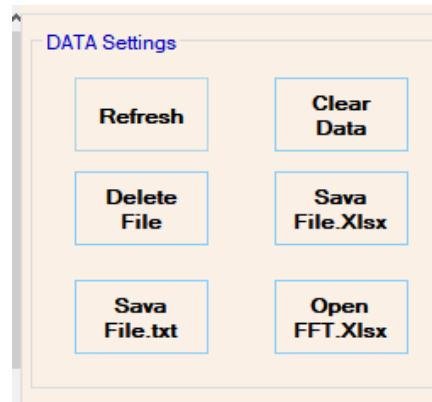 DATA Settings
Refresh
Clear
Data
Delete
File
Sava
File.Xlsx
Sava
File.txt
Open
FFT.Xlsx